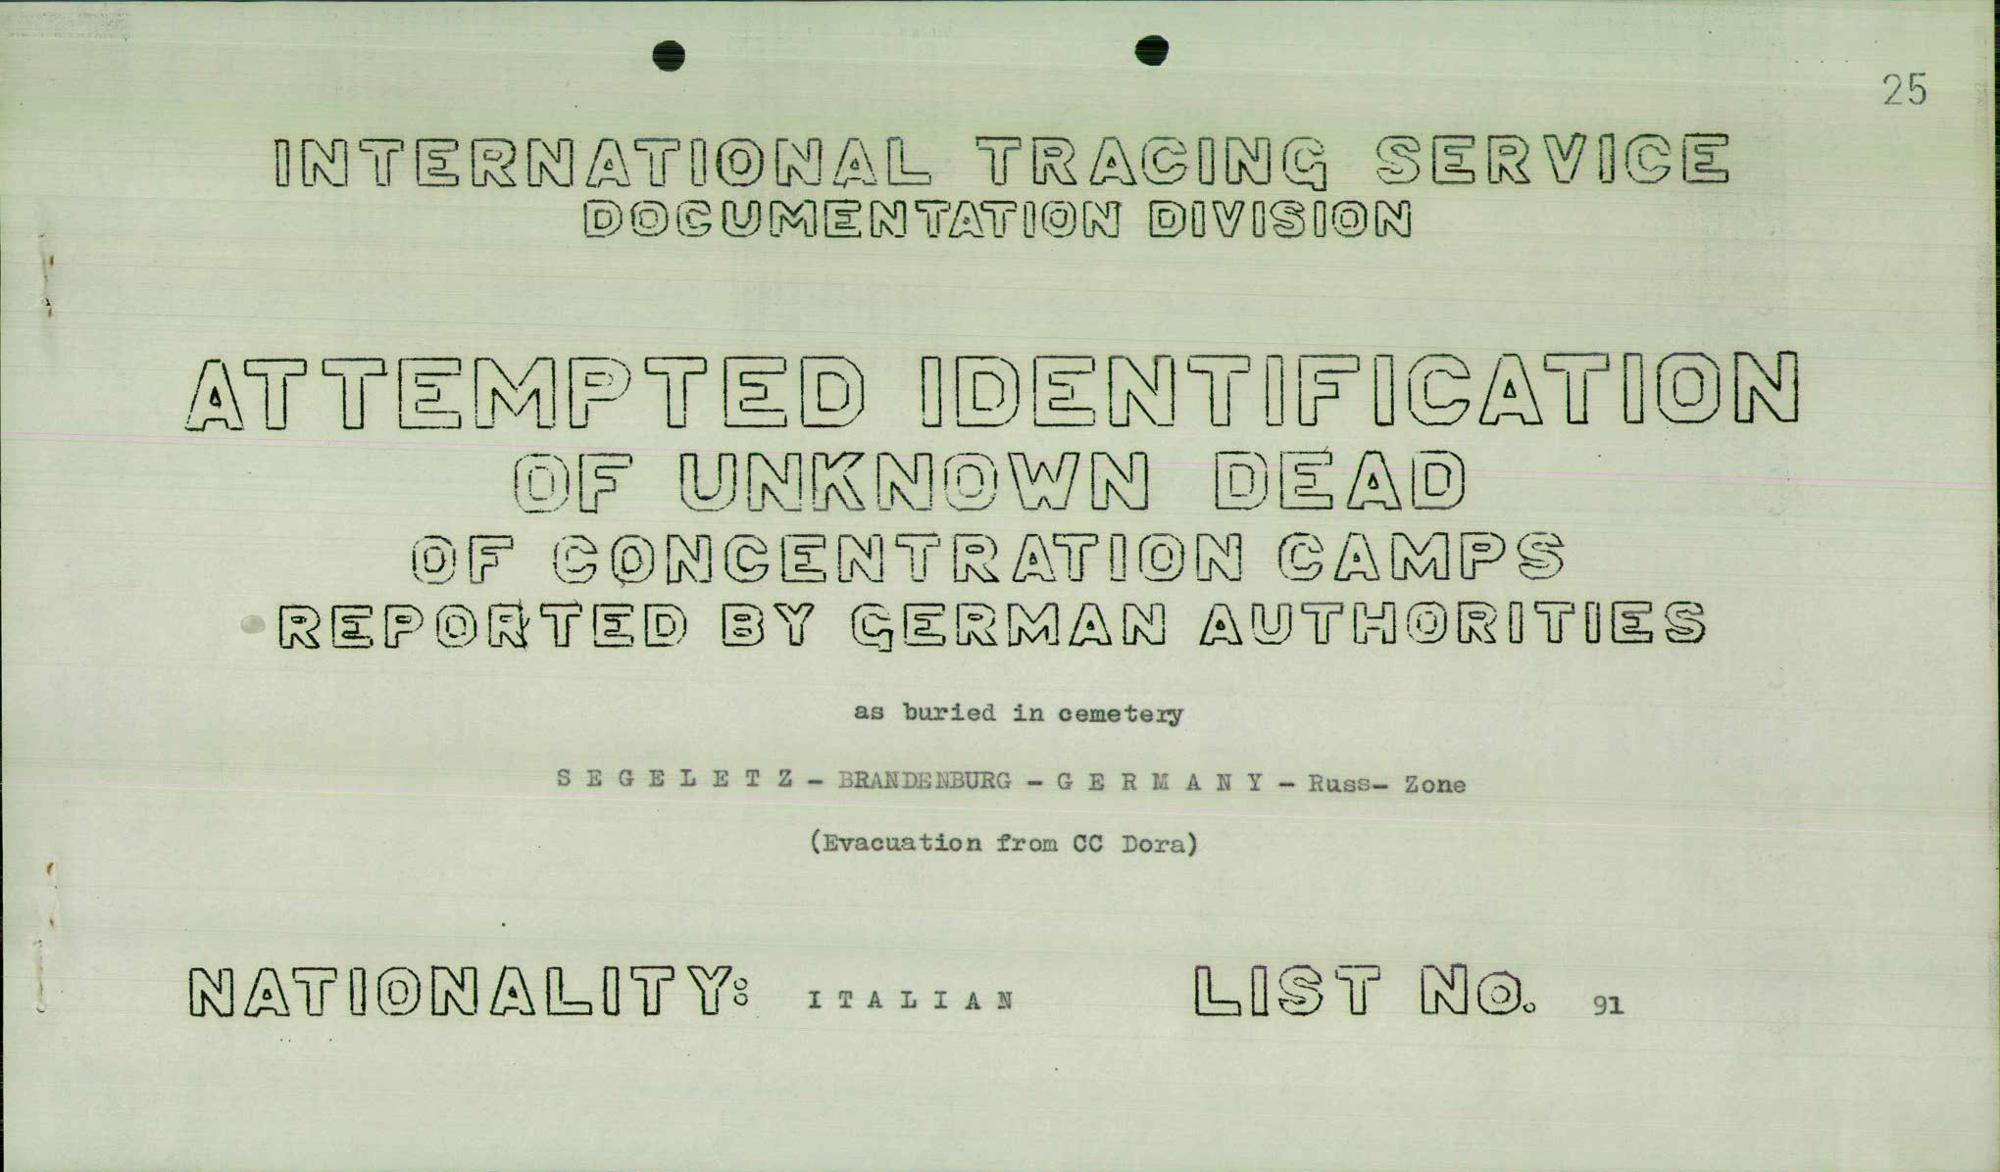 25
INTERNATIONAL TRACING SERVICE
DOCUMENTATION DIVISION
ATTEMPTED IDENTIFICATION
OF UNKNOWN DEAD
OF CONCENTRATION CAMPS
REPORTED BY GERMAN AUTHORITIES
as buried in cemetery
S E G E L E T Z - BRANDENBURG - G E R M A N Y - Russ- Zone
(Evacuation from CC Dora)
NATIONALITY: I T A L I A N LIST No. 91